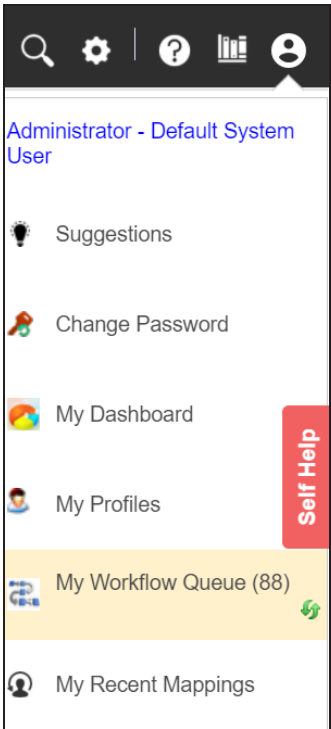 Administrator - Default System
User
Suggestions
Change Password
My Dashboard
Self Help
My Profiles
My Workflow Queue (88)
My Recent Mappings